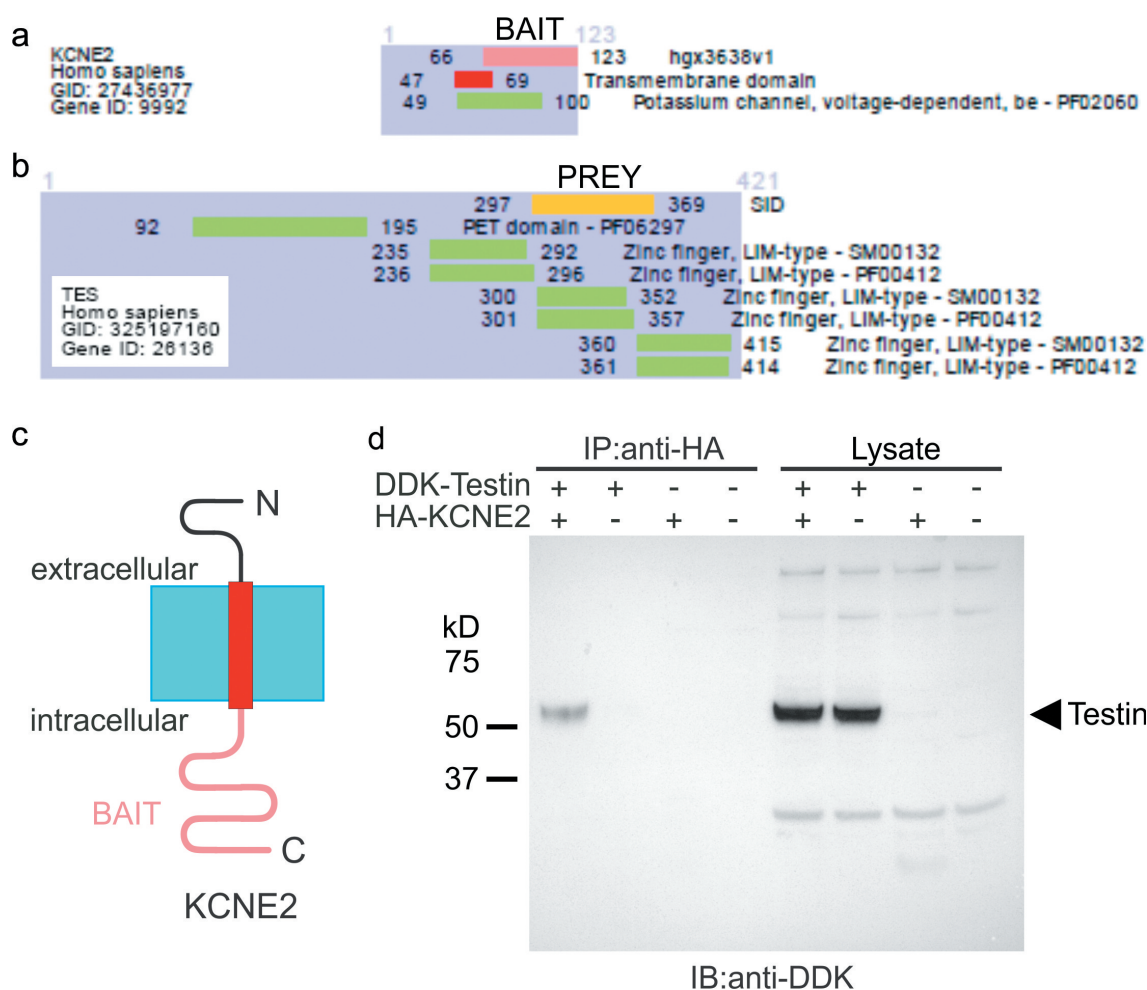 a
KCNE2
Homo sapiens
GID: 27436977
Gene ID: 9992
1 BAIT 123
66 123 hgx3638v1
47 69 Transmembrane domain
49 100 Potassium channel, voltage-dependent, be - PF02060
b
1 PREY 421
297 369 SID
92 195 PET domain - PF06297
235 292 Zinc finger, LIM-type - SM00132
236 296 Zinc finger, LIM-type - PF00412
300 352 Zinc finger, LIM-type - SM00132
301 357 Zinc finger, LIM-type - PF00412
360 415 Zinc finger, LIM-type - SM00132
361 414 Zinc finger, LIM-type - PF00412
TES
Homo sapiens
GID: 325197160
Gene ID: 26136
c
N
extracellular
intracellular
BAIT
C
KCNE2
d
IP:anti-HA Lysate
DDK-Testin + + - - + + - -
HA-KCNE2 + - + - + - + -
kD
75
50
37
Testin
IB:anti-DDK